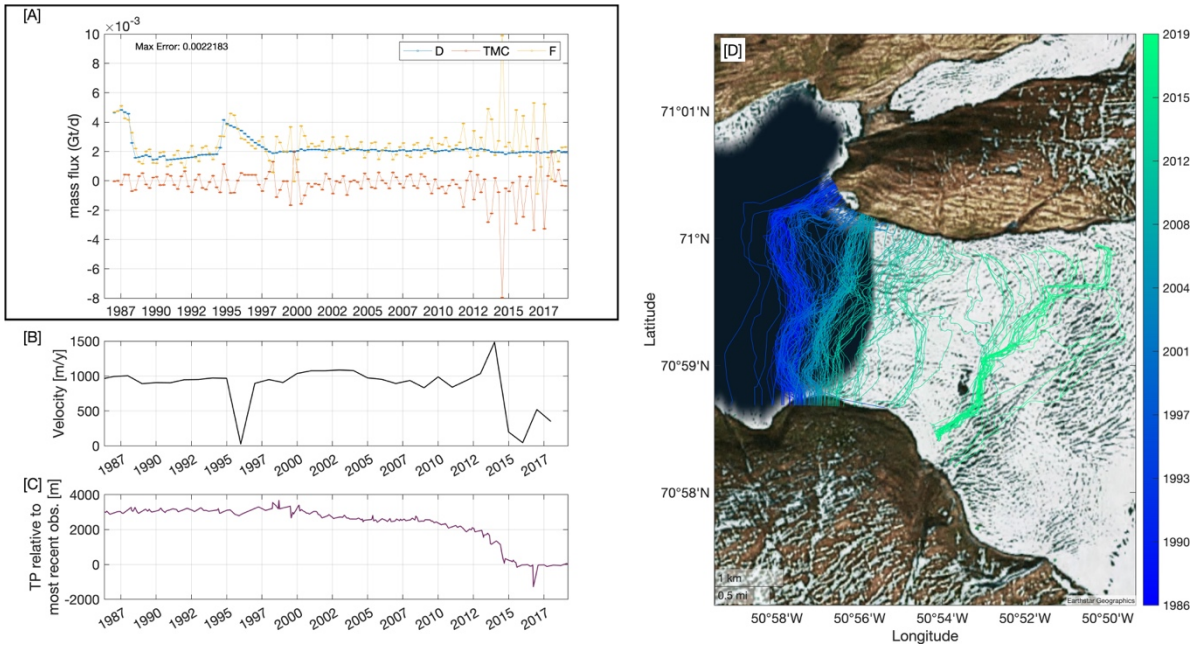 [A]
× 10⁻³
Max Error: 0.0022183
D TMC F
10
8
6
4
2
0
-2
-4
-6
-8
mass flux (Gt/d)
1987 1990 1992 1995 1997 2000 2002 2005 2007 2010 2012 2015 2017
[B]
1500
1000
500
0
Velocity [m/y]
1987 1990 1992 1995 1997 2000 2002 2005 2007 2010 2012 2015 2017
[C]
4000
2000
0
-2000
TP relative to
most recent obs. [m]
1987 1990 1992 1995 1997 2000 2002 2005 2007 2010 2012 2015 2017
[D]
71°01'N
71°N
70°59'N
70°58'N
Latitude
1 km
0.5 mi
Earthstar Geographics
50°58'W 50°56'W 50°54'W 50°52'W 50°50'W
Longitude
2019
2018
2015
2012
2008
2004
2001
1997
1993
1990
1986